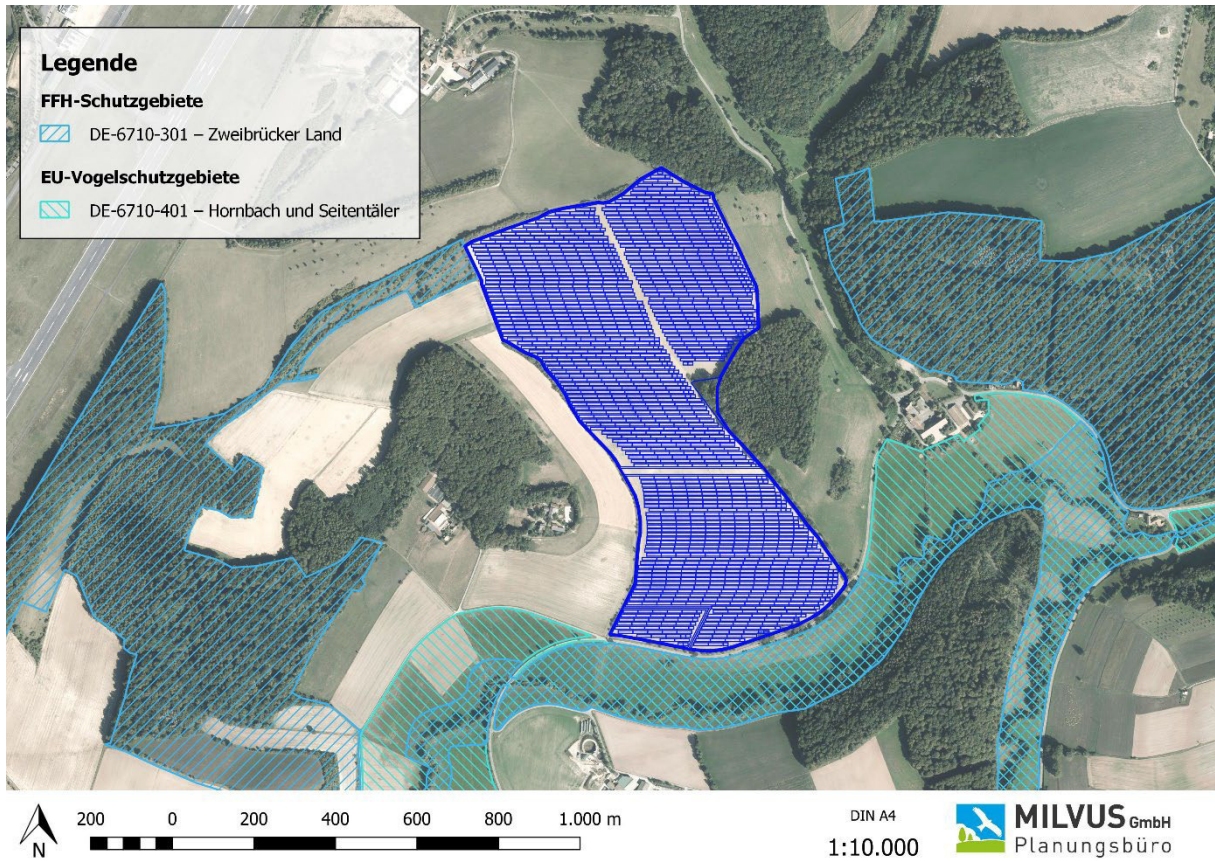 Legende
FFH-Schutzgebiete
DE-6710-301 – Zweibrücker Land
EU-Vogelschutzgebiete
DE-6710-401 – Hornbach und Seitentäler
N
200 0 200 400 600 800 1.000 m
DIN A4
1:10.000
MILVUS GmbH
Planungsbüro